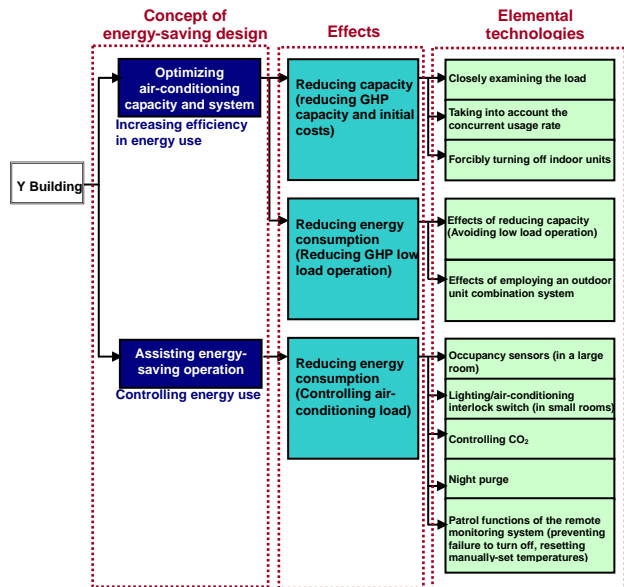 Concept of
energy-saving design
Effects
Elemental
technologies
Optimizing
air-conditioning
capacity and system
Increasing efficiency
in energy use
Reducing capacity
(reducing GHP
capacity and initial
costs)
Closely examining the load
Taking into account the
concurrent usage rate
Forcibly turning off indoor units
Y Building
Reducing energy
consumption
(Reducing GHP low
load operation)
Effects of reducing capacity
(Avoiding low load operation)
Effects of employing an outdoor
unit combination system
Assisting energy-
saving operation
Controlling energy use
Reducing energy
consumption
(Controlling air-
conditioning load)
Occupancy sensors (in a large
room)
Lighting/air-conditioning
interlock switch (in small rooms)
Controlling CO₂
Night purge
Patrol functions of the remote
monitoring system (preventing
failure to turn off, resetting
manually-set temperatures)